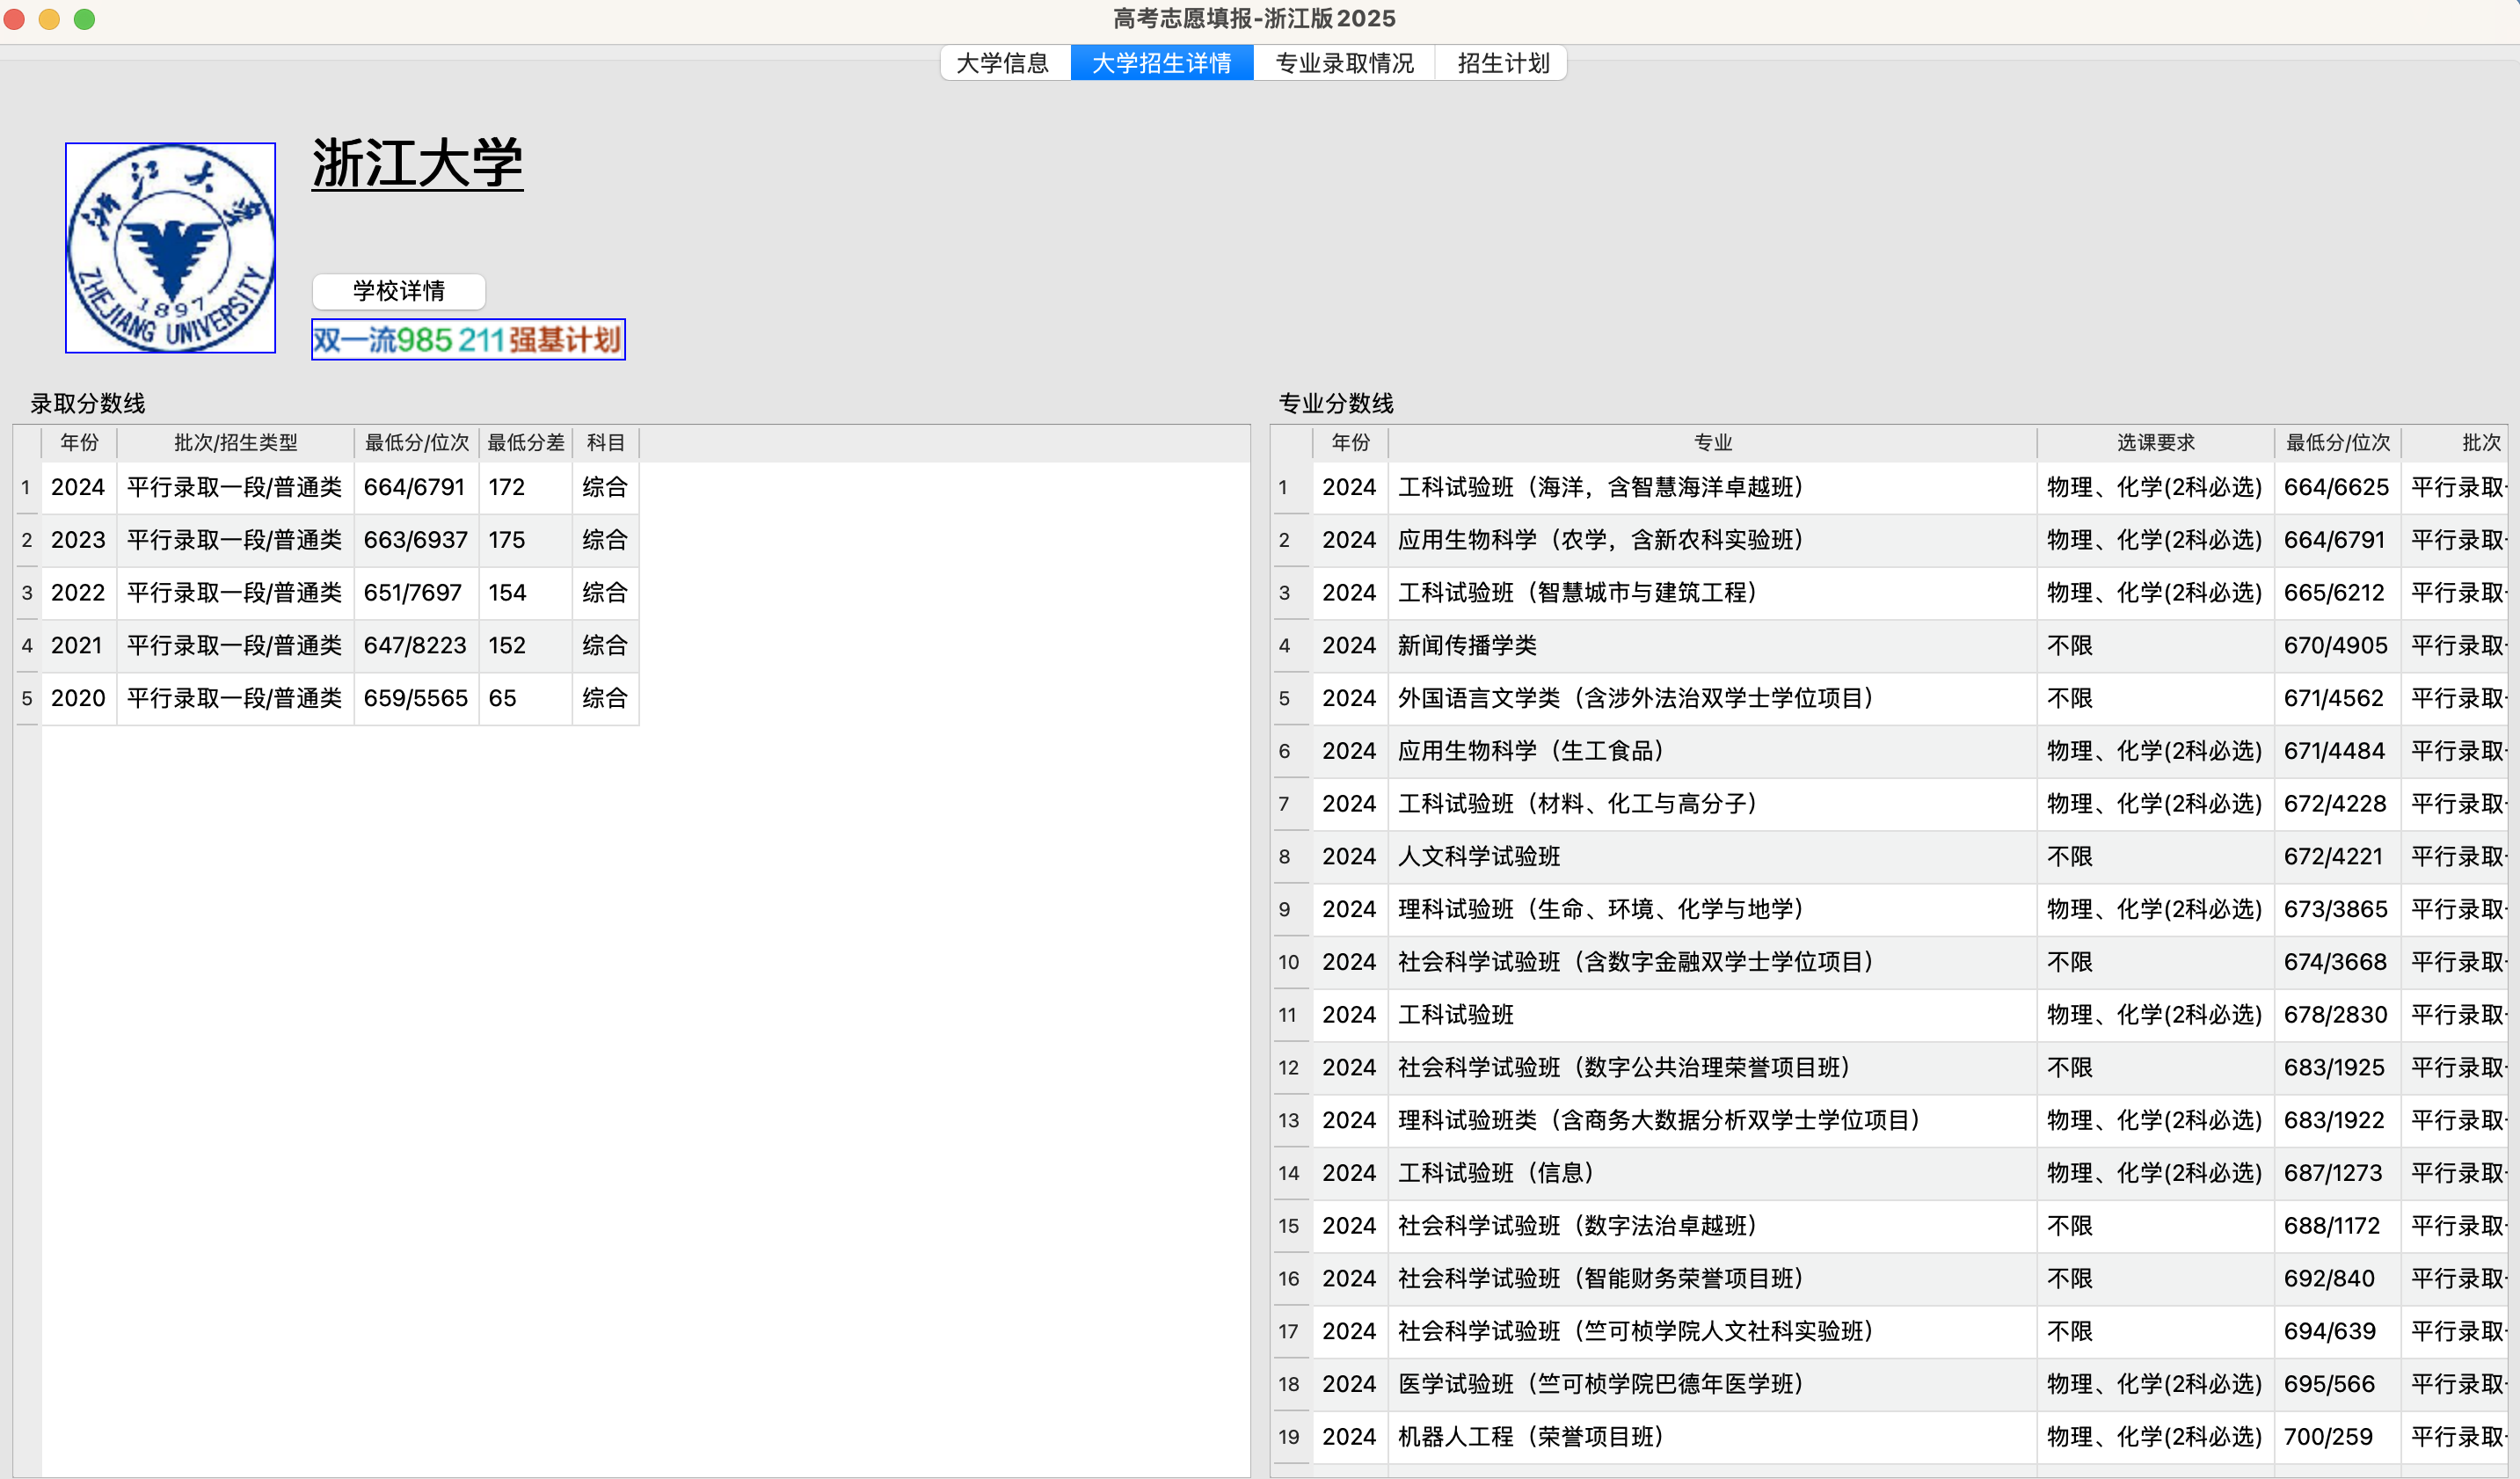 高考志愿填报-浙江版2025
大学信息 大学招生详情 专业录取情况 招生计划
浙江大学
浙江大学
ZHEJIANG UNIVERSITY
1897
学校详情
双一流985 211强基计划
录取分数线
年份 批次/招生类型 最低分/位次 最低分差 科目
1 2024 平行录取一段/普通类 664/6791 172 综合
2 2023 平行录取一段/普通类 663/6937 175 综合
3 2022 平行录取一段/普通类 651/7697 154 综合
4 2021 平行录取一段/普通类 647/8223 152 综合
5 2020 平行录取一段/普通类 659/5565 65 综合
专业分数线
年份 专业 选课要求 最低分/位次 批次
1 2024 工科试验班（海洋，含智慧海洋卓越班） 物理、化学(2科必选) 664/6625 平行录取
2 2024 应用生物科学（农学，含新农科实验班） 物理、化学(2科必选) 664/6791 平行录取
3 2024 工科试验班（智慧城市与建筑工程） 物理、化学(2科必选) 665/6212 平行录取
4 2024 新闻传播学类 不限 670/4905 平行录取
5 2024 外国语言文学类（含涉外法治双学士学位项目） 不限 671/4562 平行录取
6 2024 应用生物科学（生工食品） 物理、化学(2科必选) 671/4484 平行录取
7 2024 工科试验班（材料、化工与高分子） 物理、化学(2科必选) 672/4228 平行录取
8 2024 人文科学试验班 不限 672/4221 平行录取
9 2024 理科试验班（生命、环境、化学与地学） 物理、化学(2科必选) 673/3865 平行录取
10 2024 社会科学试验班（含数字金融双学士学位项目） 不限 674/3668 平行录取
11 2024 工科试验班 物理、化学(2科必选) 678/2830 平行录取
12 2024 社会科学试验班（数字公共治理荣誉项目班） 不限 683/1925 平行录取
13 2024 理科试验班类（含商务大数据分析双学士学位项目） 物理、化学(2科必选) 683/1922 平行录取
14 2024 工科试验班（信息） 物理、化学(2科必选) 687/1273 平行录取
15 2024 社会科学试验班（数字法治卓越班） 不限 688/1172 平行录取
16 2024 社会科学试验班（智能财务荣誉项目班） 不限 692/840 平行录取
17 2024 社会科学试验班（竺可桢学院人文社科实验班） 不限 694/639 平行录取
18 2024 医学试验班（竺可桢学院巴德年医学班） 物理、化学(2科必选) 695/566 平行录取
19 2024 机器人工程（荣誉项目班） 物理、化学(2科必选) 700/259 平行录取